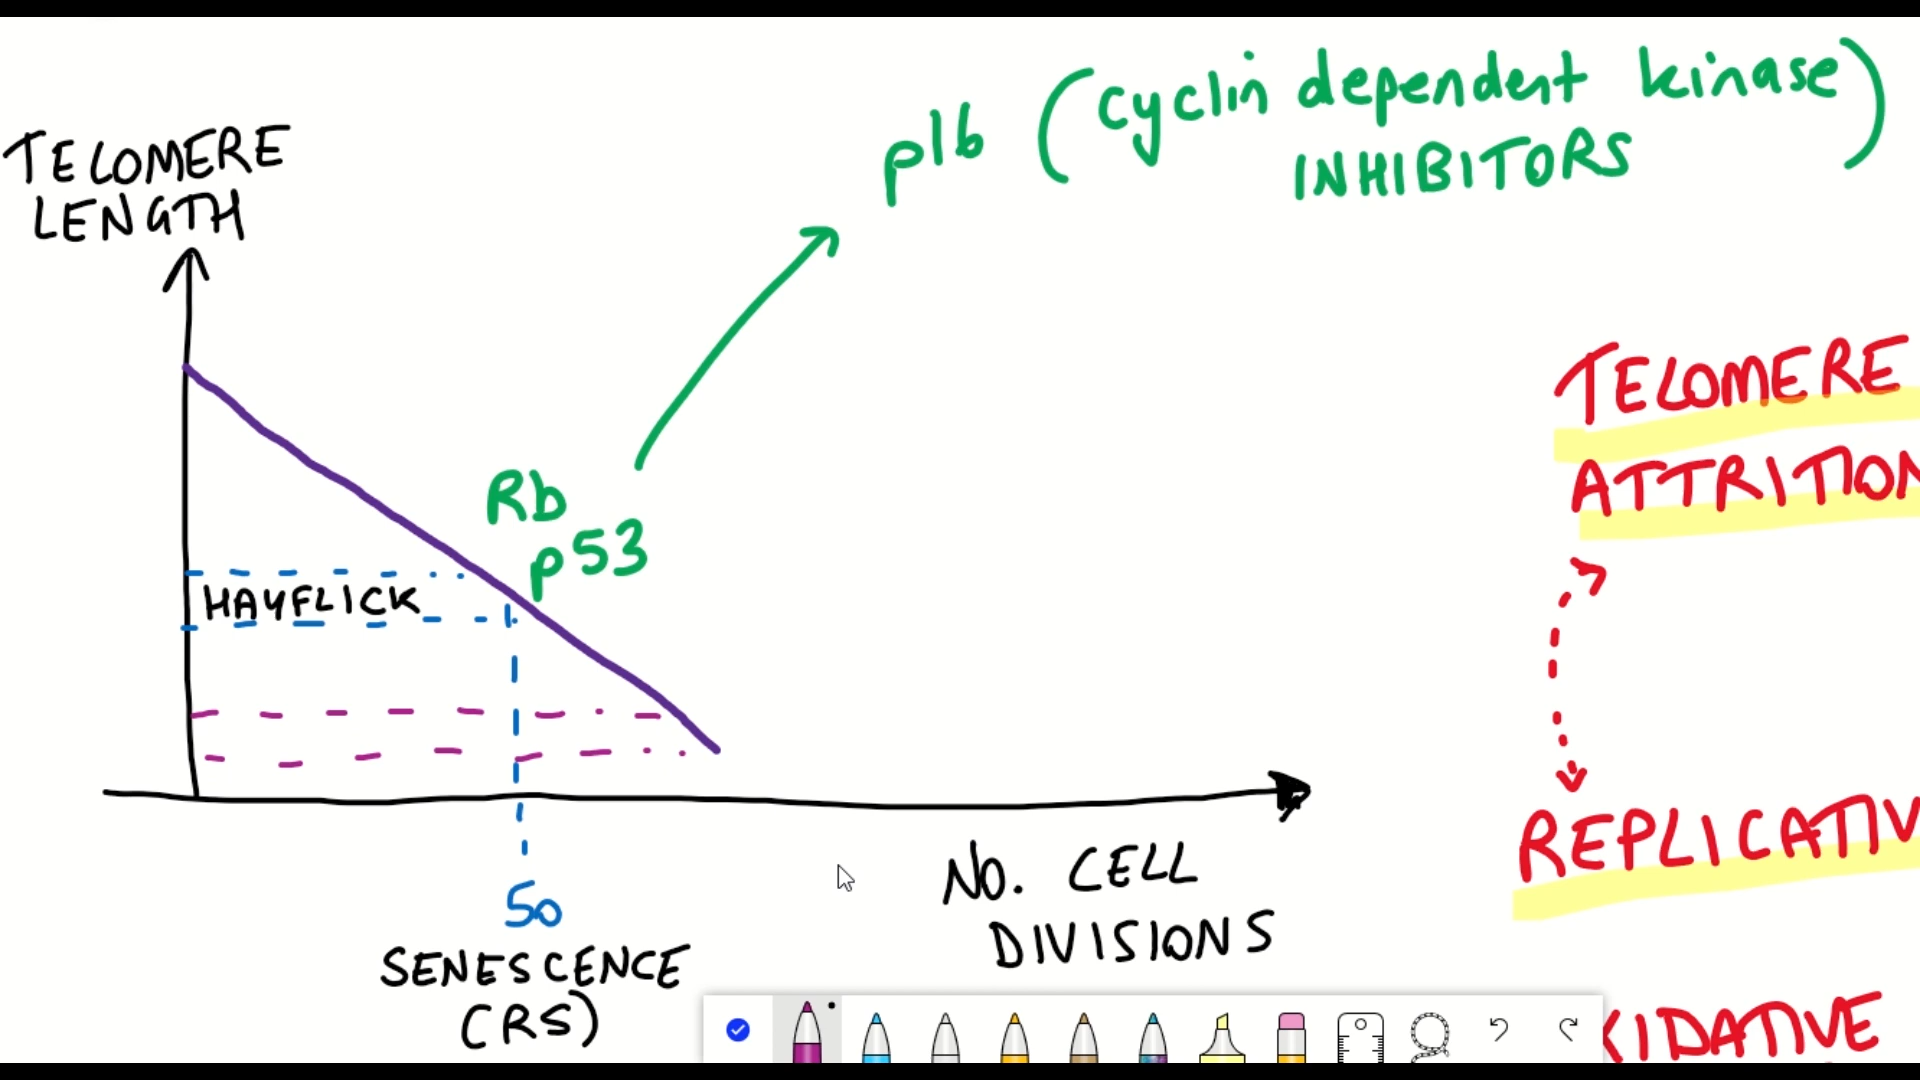 p16 (cyclin dependent kinase)
INHIBITORS
TELOMERE
LENGTH
TELOMERE
ATTRITION
Rb
p53
HAYFLICK
REPLICATIV
50
NO. CELL
DIVISIONS
SENESCENCE
(RS)
XIDATIVE